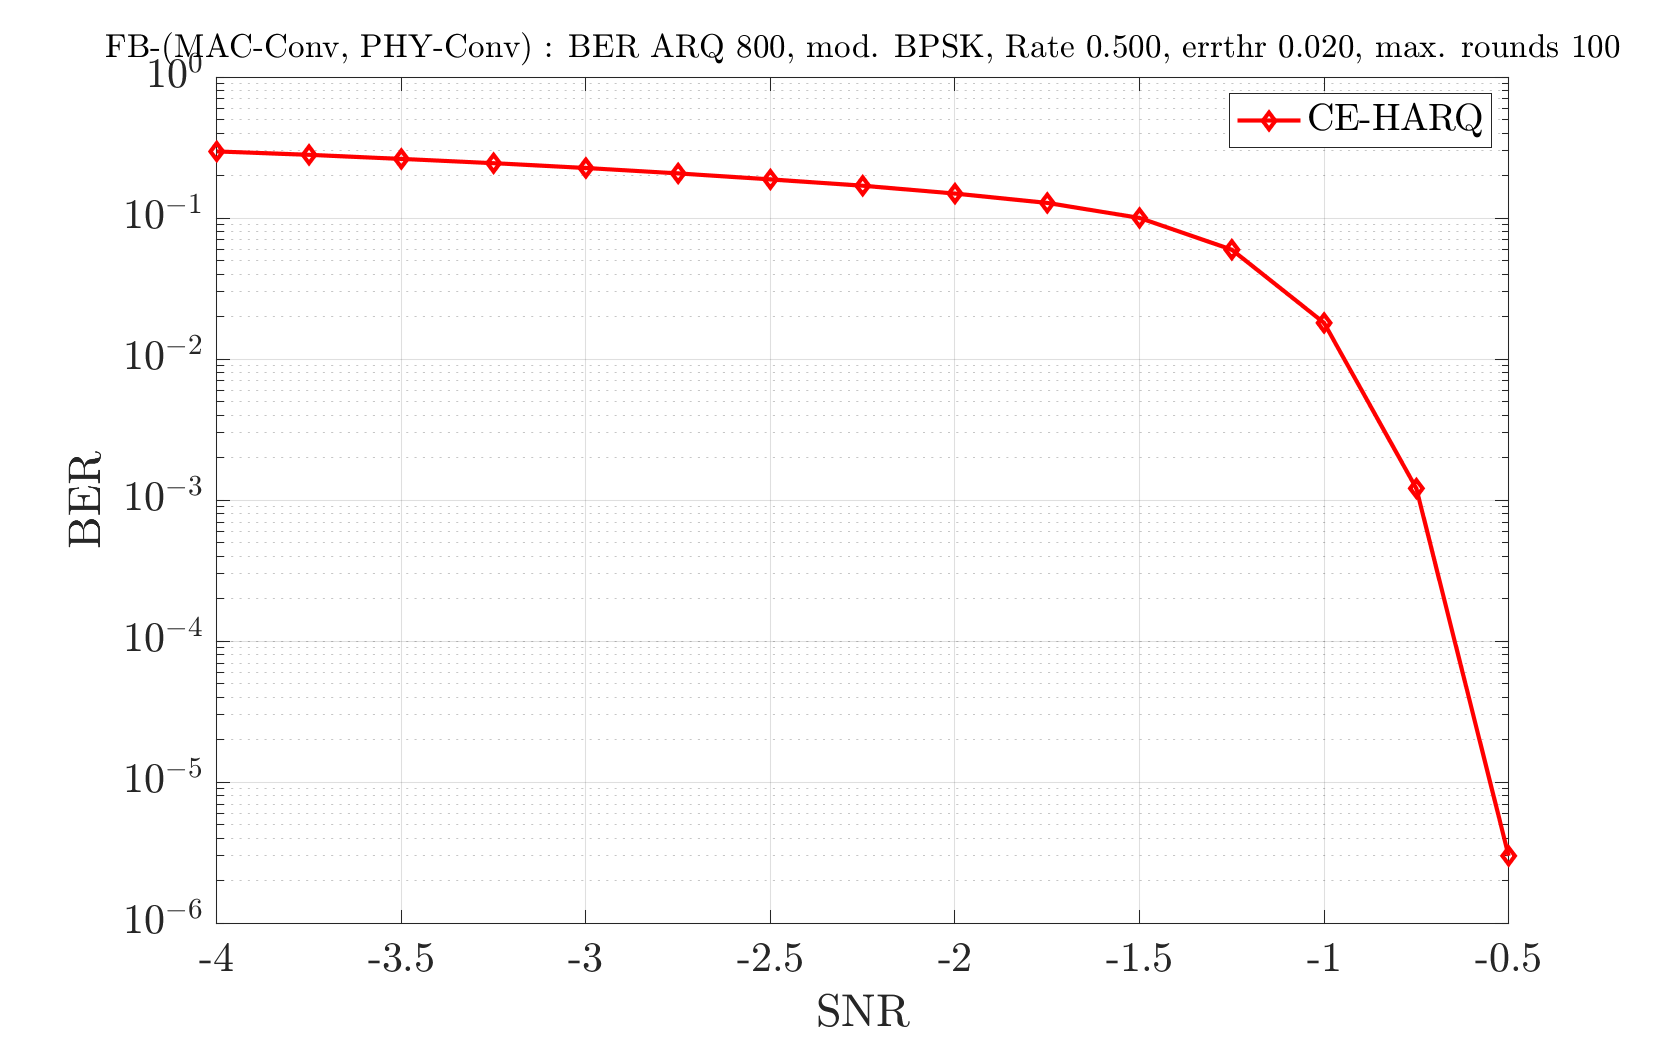 FB-(MAC-Conv, PHY-Conv) : BER ARQ 800, mod. BPSK, Rate 0.500, errthr 0.020, max. rounds 100
CE-HARQ
10⁰
10⁻¹
10⁻²
10⁻³
10⁻⁴
10⁻⁵
10⁻⁶
BER
-4 -3.5 -3 -2.5 -2 -1.5 -1 -0.5
SNR